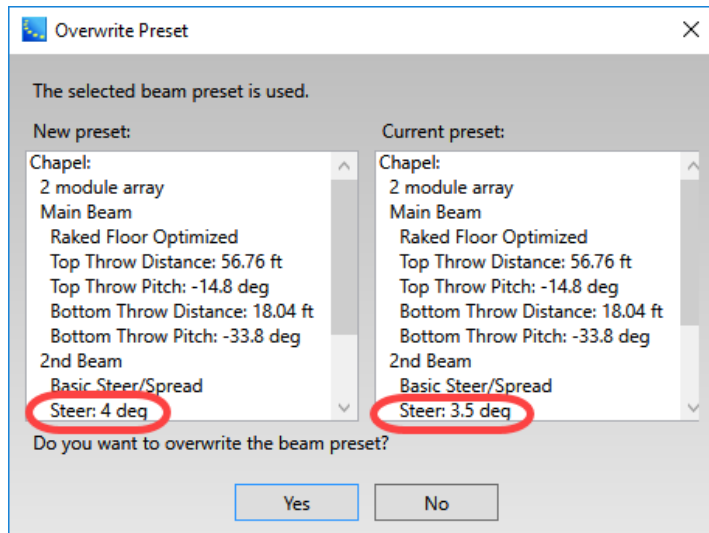 Overwrite Preset
The selected beam preset is used.
New preset:
Chapel:
2 module array
Main Beam
Raked Floor Optimized
Top Throw Distance: 56.76 ft
Top Throw Pitch: -14.8 deg
Bottom Throw Distance: 18.04 ft
Bottom Throw Pitch: -33.8 deg
2nd Beam
Basic Steer/Spread
Steer: 4 deg
Current preset:
Chapel:
2 module array
Main Beam
Raked Floor Optimized
Top Throw Distance: 56.76 ft
Top Throw Pitch: -14.8 deg
Bottom Throw Distance: 18.04 ft
Bottom Throw Pitch: -33.8 deg
2nd Beam
Basic Steer/Spread
Steer: 3.5 deg
Do you want to overwrite the beam preset?
Yes
No